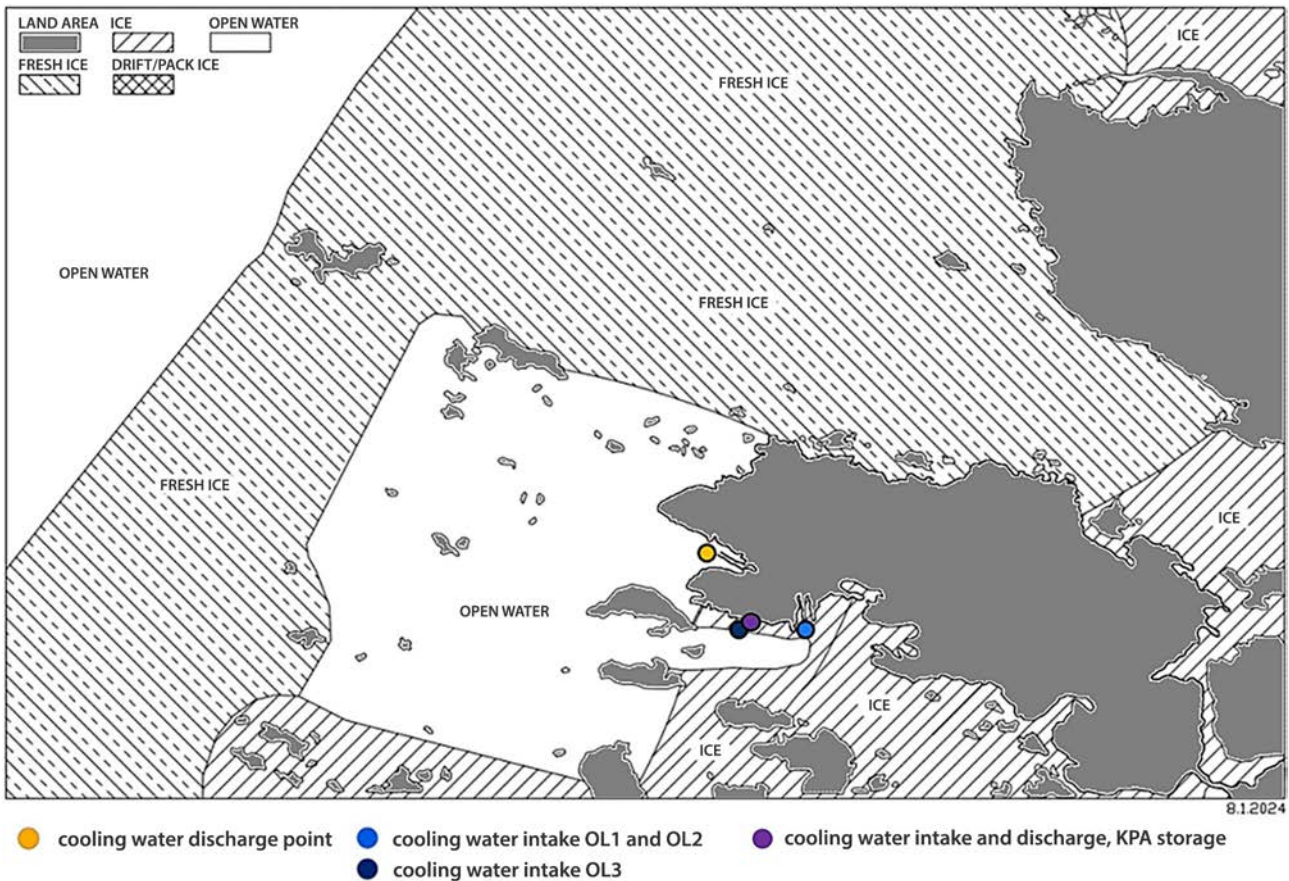 LAND AREA ICE OPEN WATER
FRESH ICE DRIFT/PACK ICE
ICE
FRESH ICE
OPEN WATER
FRESH ICE
FRESH ICE
ICE
OPEN WATER
ICE
ICE
8.1.2024
cooling water discharge point cooling water intake OL1 and OL2 cooling water intake and discharge, KPA storage
cooling water intake OL3